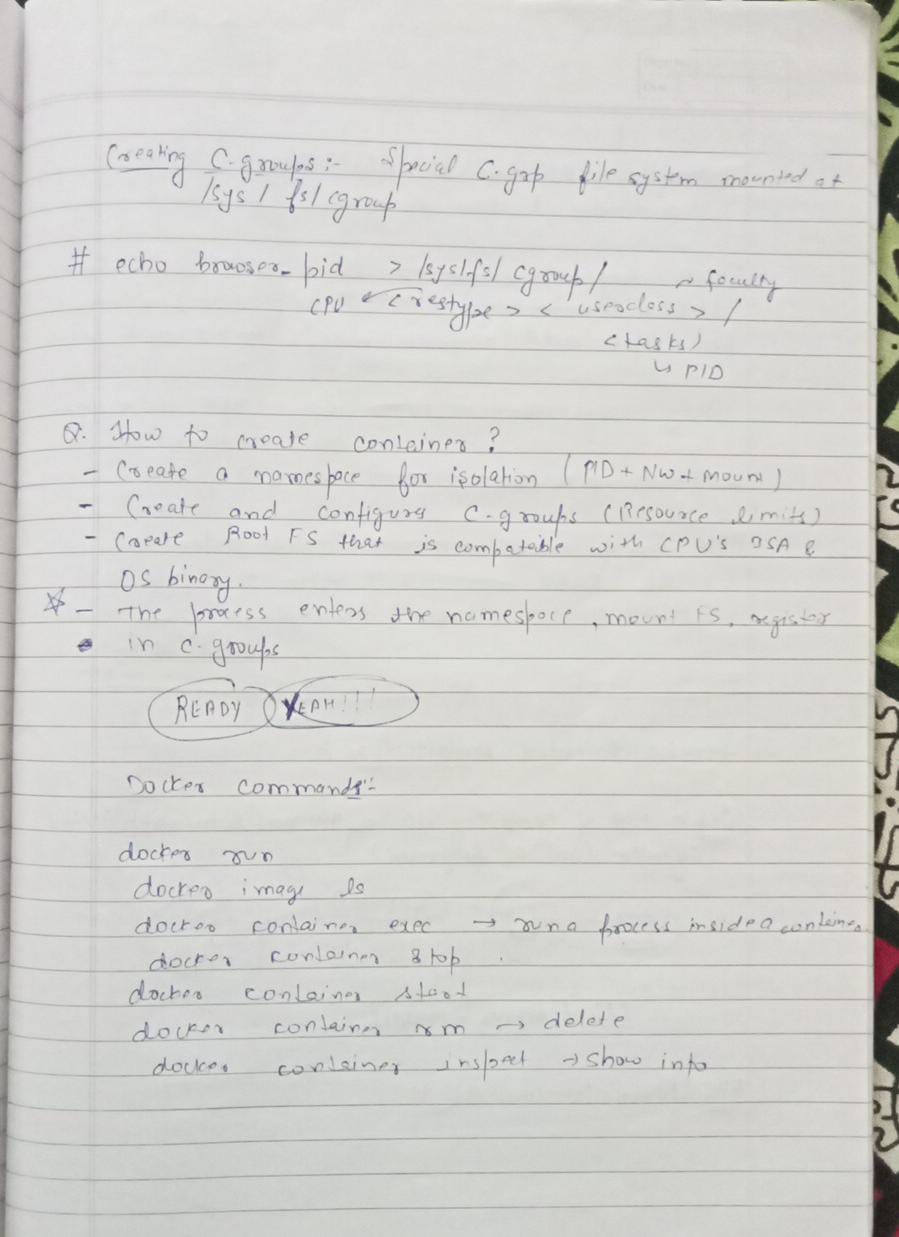 Creating C-groups :- Special C.grp file system mounted at
/sys / fs/ cgroup
# echo browser_pid > /sys/fs/ cgroup/ ~ faculty
CPU ← <restype> < userclass > /
<tasks)
↳ PID
Q. How to create container ?
- Create a namespace for isolation ( PID + NW + Mount )
- Create and configure C-groups (Resource limits)
- Create Root FS that is compatable with CPU's ISA &
OS binary.
☆ - The process enters the namespace, mount FS, register
in c-groups
READY YEAH!!!
Docker commands:-
docker run
docker image ls
docker container exec → run a process inside a container
docker container stop .
docker container start
docker container rm → delete
docker container inspect → show info